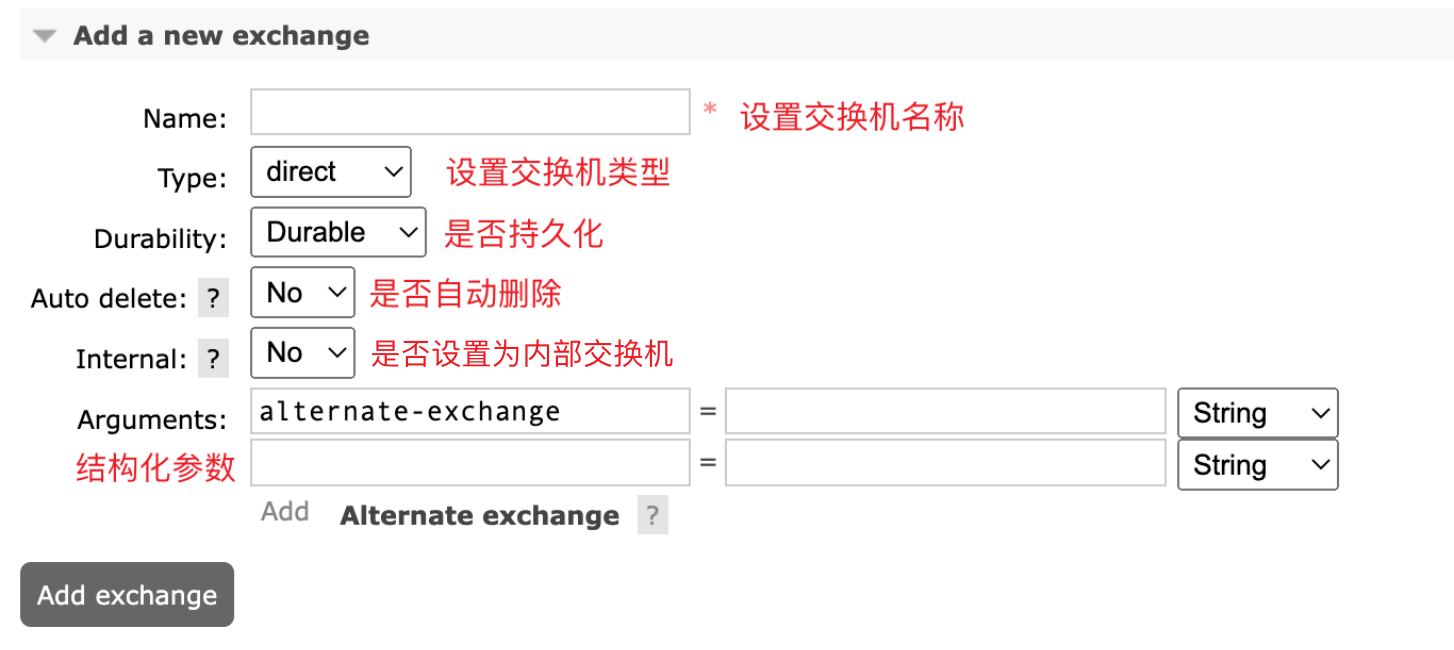 Add a new exchange
Name: * 设置交换机名称
Type: direct 设置交换机类型
Durability: Durable 是否持久化
Auto delete: ? No 是否自动删除
Internal: ? No 是否设置为内部交换机
Arguments: alternate-exchange = String
结构化参数 = String
Add Alternate exchange ?
Add exchange